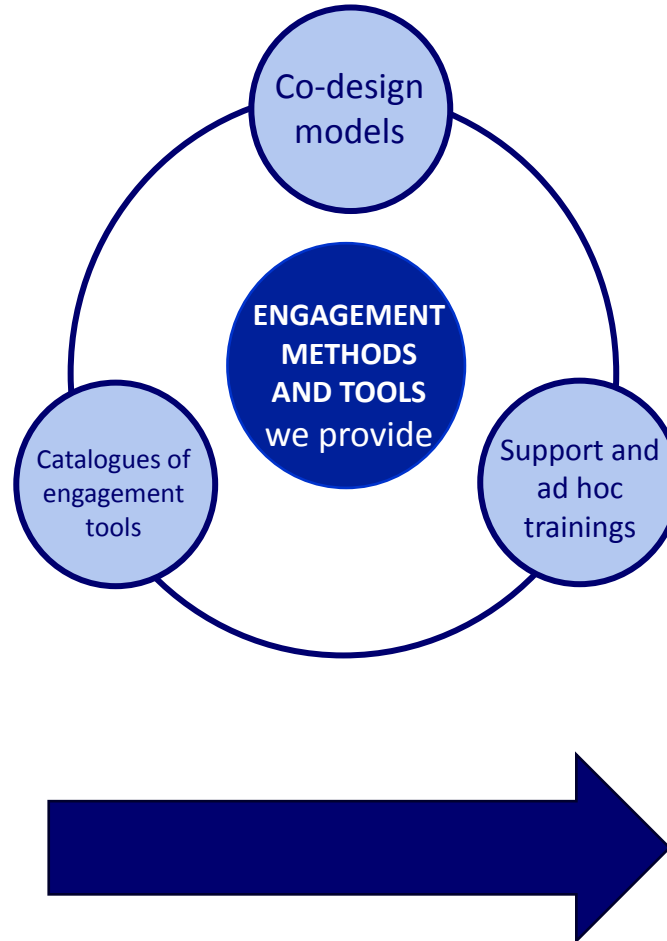 Co-design
models
ENGAGEMENT
METHODS
AND TOOLS
we provide
Catalogues of
engagement
tools
Support and
ad hoc
trainings